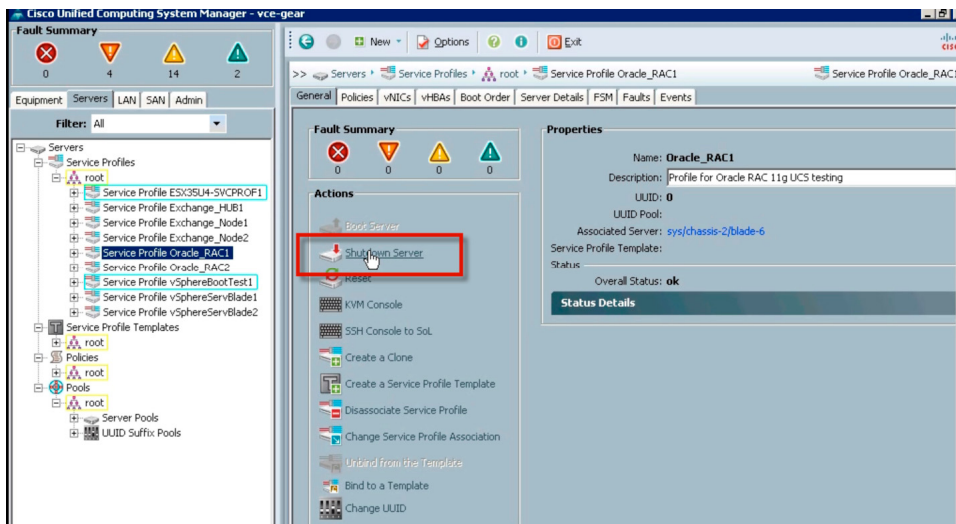 Cisco Unified Computing System Manager - vce-gear
Fault Summary
0 4 14 2
Equipment Servers LAN SAN Admin
Filter: All
Servers
Service Profiles
root
Service Profile ESX35U4-SVCPROF1
Service Profile Exchange_HUB1
Service Profile Exchange_Node1
Service Profile Exchange_Node2
Service Profile Oracle_RAC1
Service Profile Oracle_RAC2
Service Profile vSphereBootTest1
Service Profile vSphereServBlade1
Service Profile vSphereServBlade2
Service Profile Templates
root
Policies
root
Pools
root
Server Pools
UUID Suffix Pools
New Options Exit
>> Servers Service Profiles root Service Profile Oracle_RAC1 Service Profile Oracle_RAC1
General Policies vNICs vHBAs Boot Order Server Details FSM Faults Events
Fault Summary
0 0 0 0
Actions
Boot Server
Shutdown Server
Reset
KVM Console
SSH Console to SoL
Create a Clone
Create a Service Profile Template
Disassociate Service Profile
Change Service Profile Association
Unbind from the Template
Bind to a Template
Change UUID
Properties
Name: Oracle_RAC1
Description: Profile for Oracle RAC 11g UCS testing
UUID: 0
UUID Pool:
Associated Server: sys/chassis-2/blade-6
Service Profile Template:
Status
Overall Status: ok
Status Details